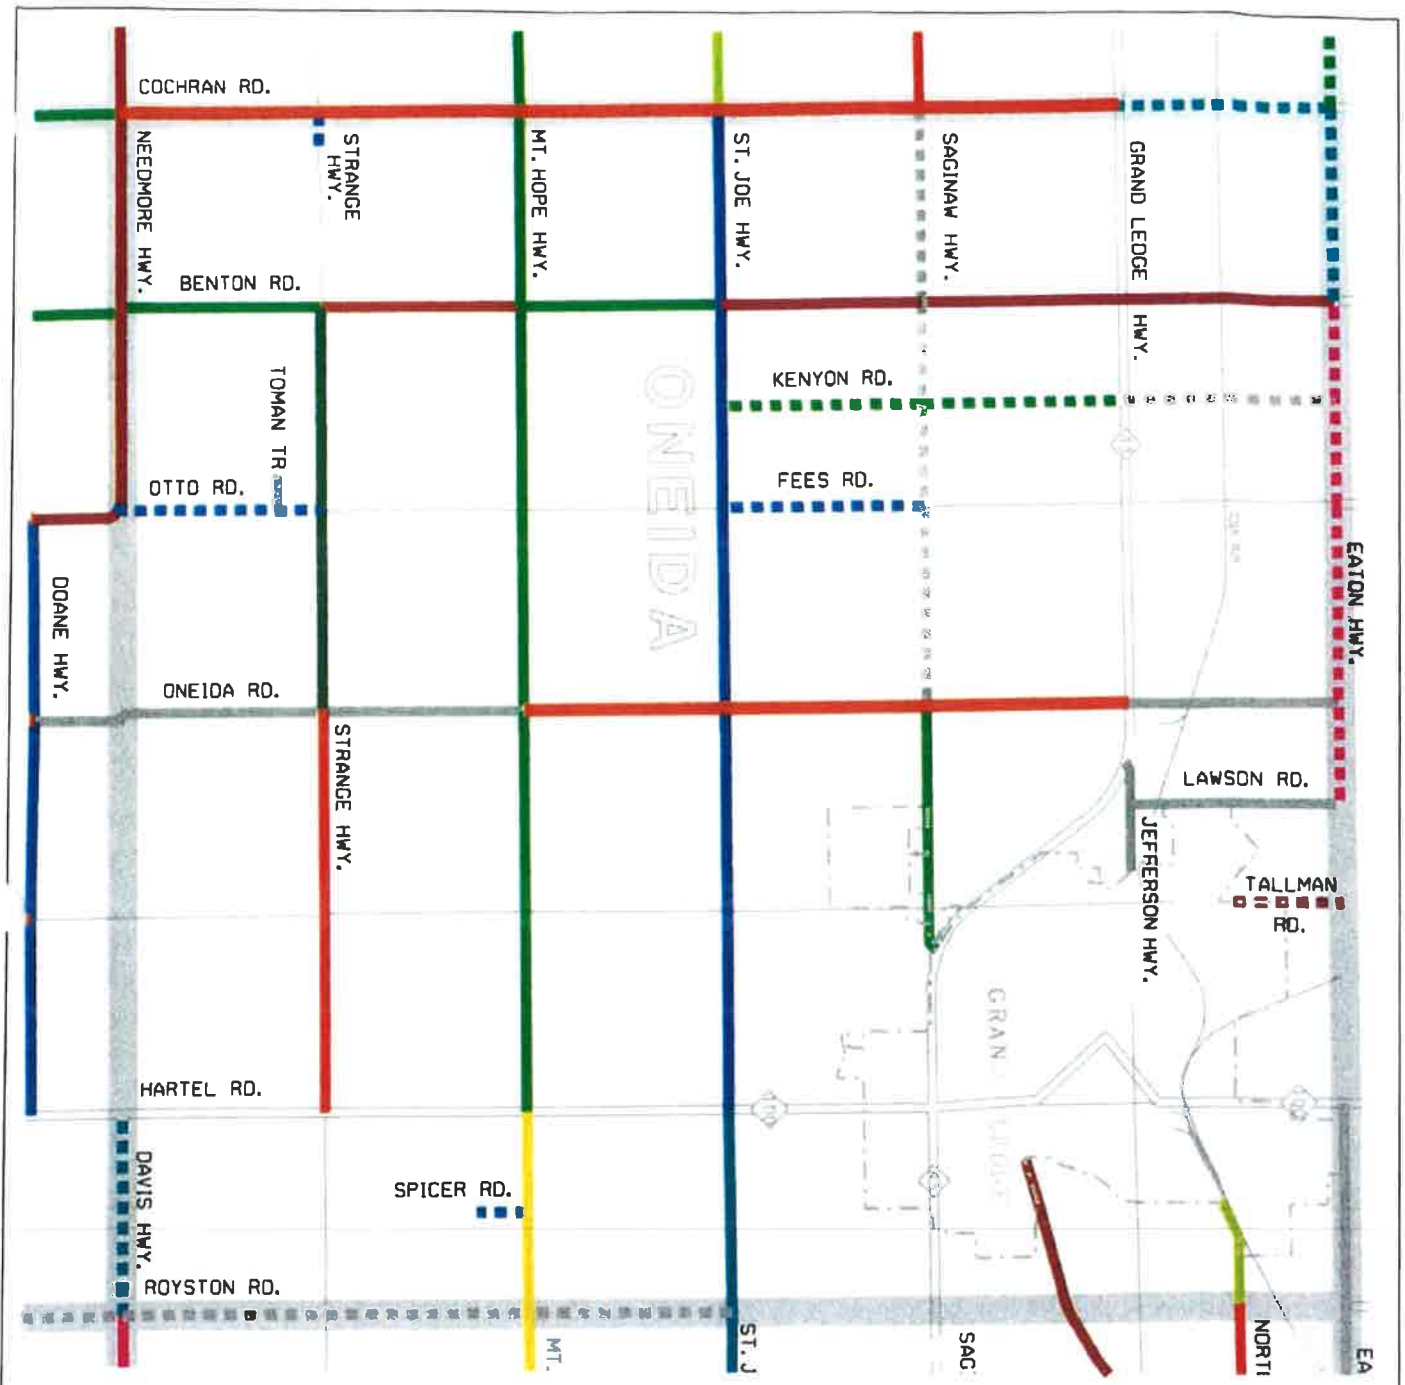 COCHRAN RD.
NEEDMORE HWY.
STRANGE
HWY.
MT. HOPE HWY.
ST. JOE HWY.
SAGINAW HWY.
GRAND LEDGE HWY.
BENTON RD.
TOMAN TR
KENYON RD.
OTTO RD.
FEES RD.
ONEIDA
EATON HWY.
DOANE HWY.
ONEIDA RD.
STRANGE HWY.
LAWSON RD.
JEFFERSON HWY.
TALLMAN
RD.
GRAN
HARTEL RD.
100
DAVIS HWY.
SPICER RD.
ROYSTON RD.
MT.
ST. J
SAG
NORT
EA